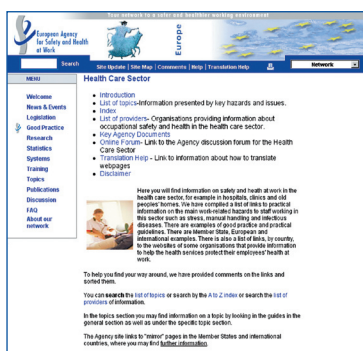 Your network to a safer and healthier working environment
European Agency
for Safety and Health
at Work
Europe
Search
Site Update | Site Map | Comments | Help | Translation Help
Network
MENU
Welcome
News & Events
Legislation
Good Practice
Research
Statistics
Systems
Training
Topics
Publications
Discussion
FAQ
About our
network
Health Care Sector
Introduction
List of topics-Information presented by key hazards and issues.
Index
List of providers- Organisations providing information about
occupational safety and health in the health care sector.
Key Agency Documents
Online Forum- Link to the Agency discussion forum for the Health
Care Sector
Translation Help - Link to information about how to translate
webpages
Disclaimer
Here you will find information on safety and heath at work in the
health care sector, for example in hospitals, clinics and old
peoples' homes. We have compiled a list of links to practical
information on the main work-related hazards to staff working in
this sector such as stress, manual handling and infectious
diseases. There are examples of good practice and practical
guidelines. There are Member State, European and
international examples. There is also a list of links, by country,
to the websites of some organisations that provide information
to help the health services protect their employees' health at
work.
To help you find your way around, we have provided comments on the links and
sorted them.
You can search the list of topics or search by the A to Z index or search the list of
providers of information.
In the topics section you may find information on a topic by looking in the guides in the
general section as well as under the specific topic section.
The Agency site links to "mirror" pages in the Member States and international
countries, where you may find further information.